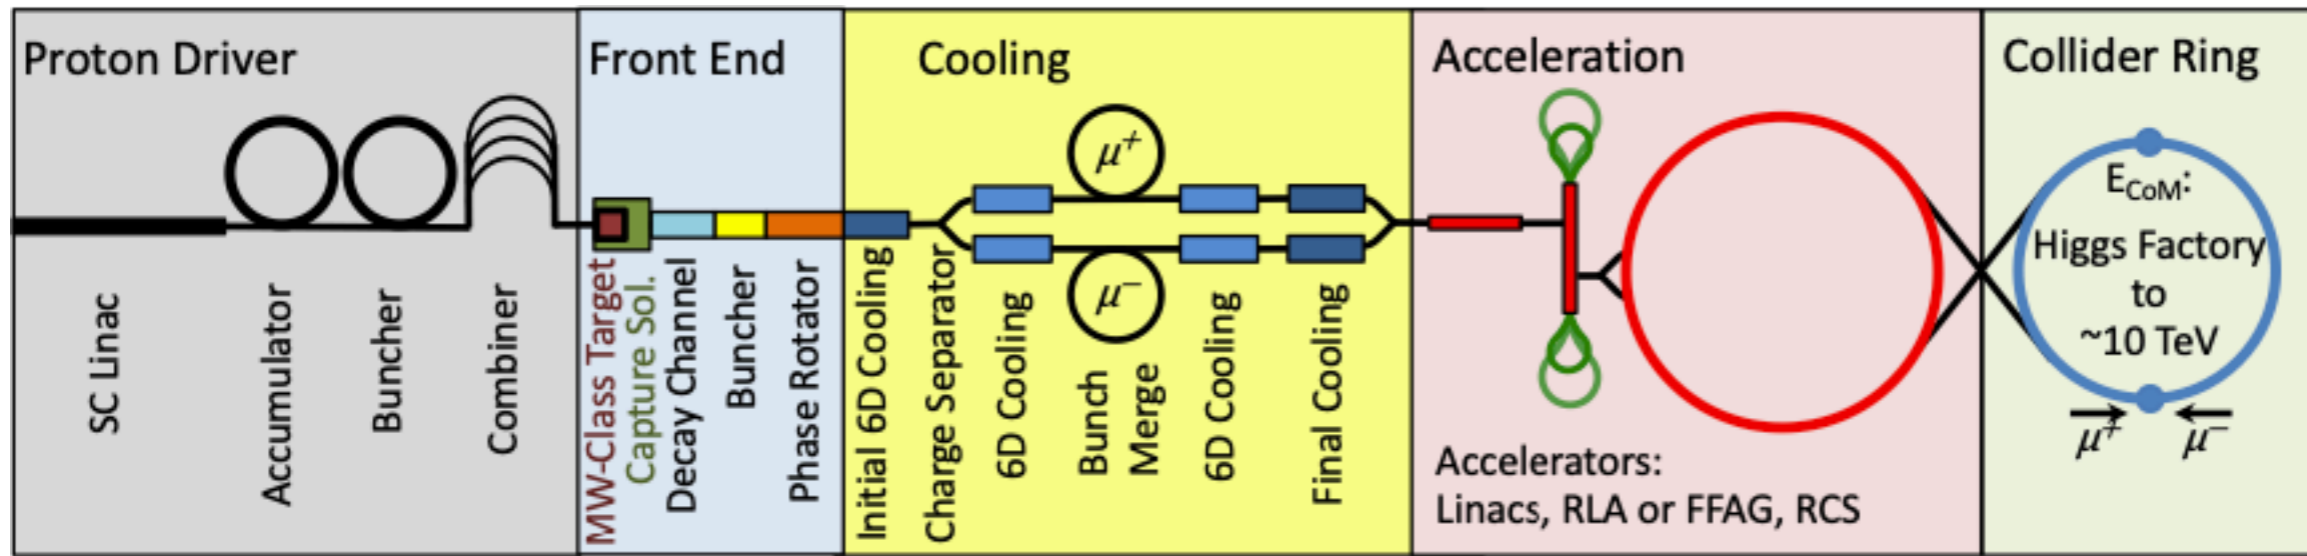 Proton Driver
SC Linac
Accumulator
Buncher
Combiner
Front End
MW-Class Target
Capture Sol.
Decay Channel
Buncher
Phase Rotator
Cooling
μ+
μ−
Initial 6D Cooling
Charge Separator
6D Cooling
Bunch
Merge
6D Cooling
Final Cooling
Acceleration
Accelerators:
Linacs, RLA or FFAG, RCS
Collider Ring
ECoM:
Higgs Factory
to
~10 TeV
μ+ μ−